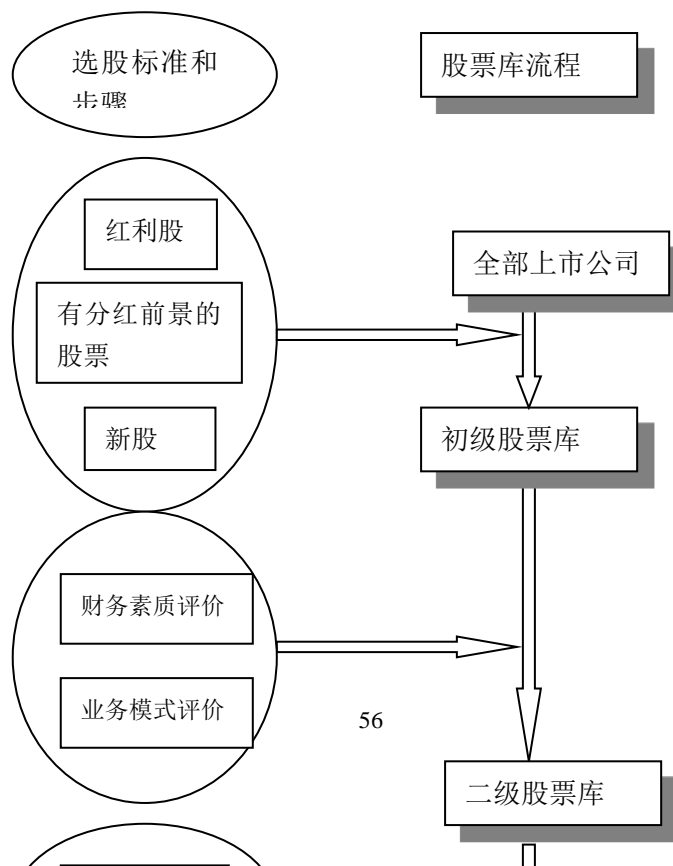 选股标准和
步骤
股票库流程
红利股
全部上市公司
有分红前景的
股票
新股
初级股票库
财务素质评价
业务模式评价
56
二级股票库